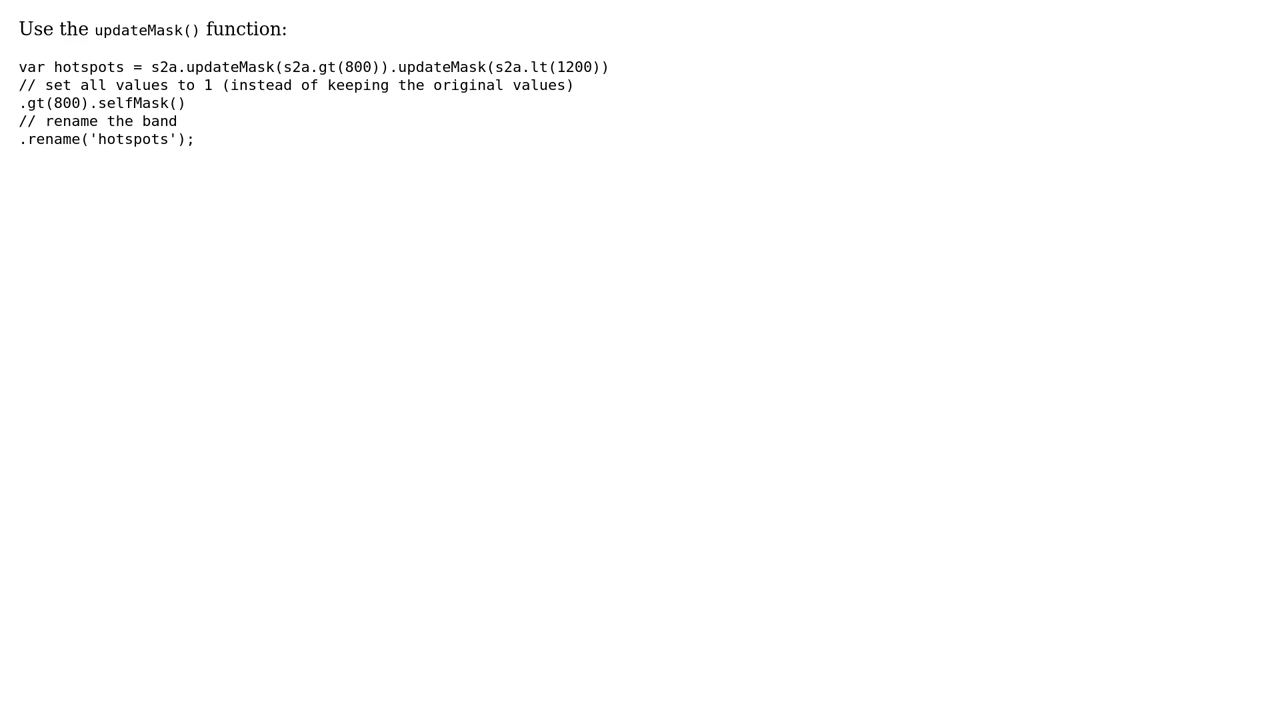 Use the updateMask() function:
var hotspots = s2a.updateMask(s2a.gt(800)).updateMask(s2a.lt(1200))
// set all values to 1 (instead of keeping the original values)
.gt(800).selfMask()
// rename the band
.rename('hotspots');